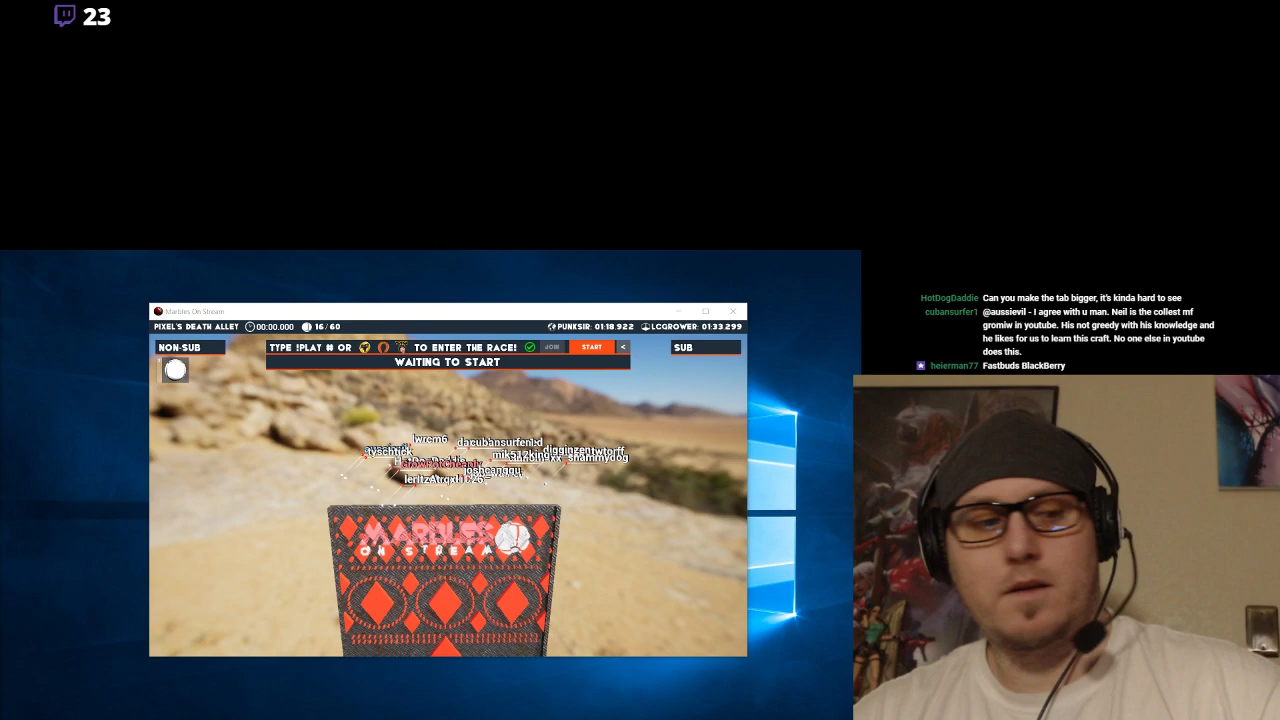 23
HotDogDaddie Can you make the tab bigger, it's kinda hard to see
cubansurfer1 @aussievil - I agree with u man. Neil is the collest mf
gromiw in youtube. His not greedy with his knowledge and
he likes for us to learn this craft. No one else in youtube
does this.
heierman77 Fastbuds BlackBerry
Marbles On Stream
PIXEL'S DEATH ALLEY 00:00.000 16/60 PUNKSIR: 01:18.922 LCGROWER: 01:33.299
NON-SUB TYPE !PLAY # OR TO ENTER THE RACE! JOIN START < SUB
WAITING TO START
lwrcm6
dacubansurfer
shammydog
joshcanggu
MARBLES
ON STREAM